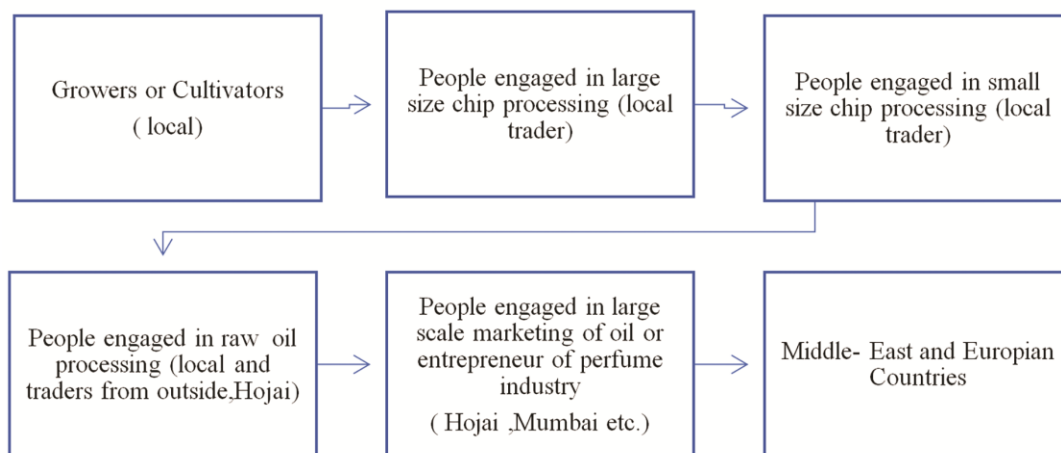 Growers or Cultivators
( local)
People engaged in large
size chip processing (local
trader)
People engaged in small
size chip processing (local
trader)
People engaged in raw oil
processing (local and
traders from outside,Hojai)
People engaged in large
scale marketing of oil or
entrepreneur of perfume
industry
( Hojai ,Mumbai etc.)
Middle- East and Europian
Countries